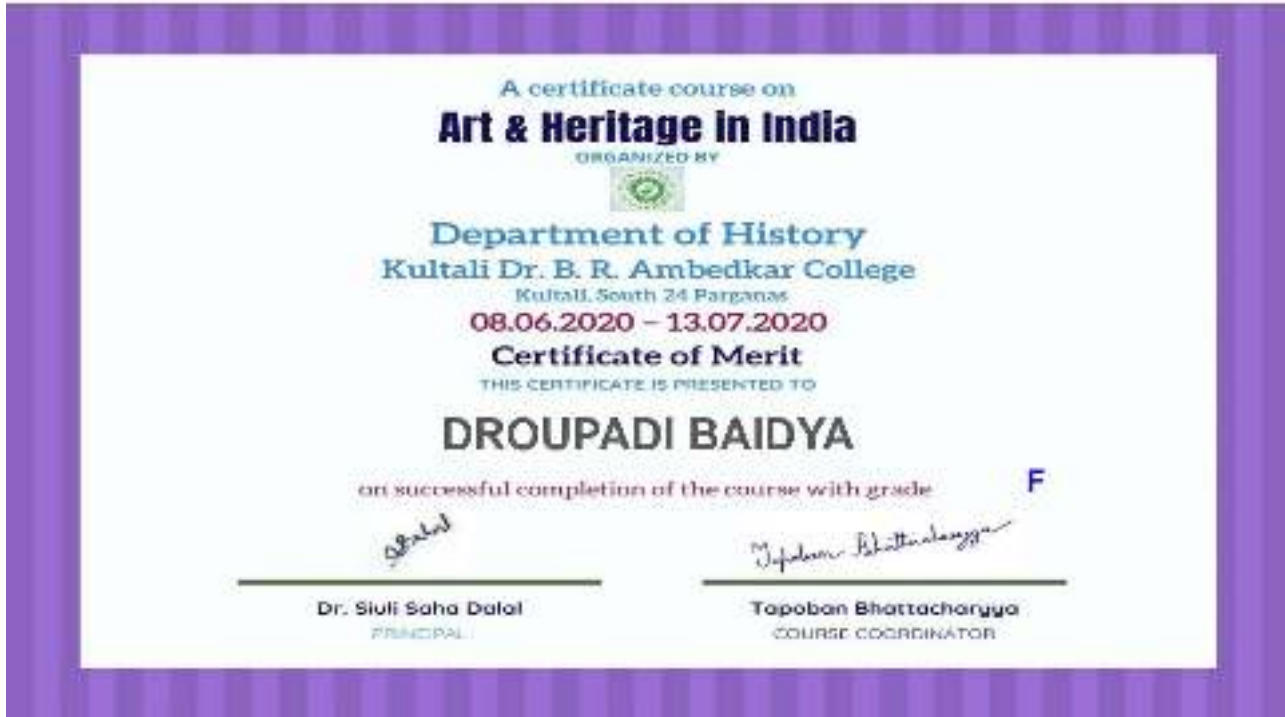 A certificate course on
Art & Heritage in India
ORGANIZED BY
Department of History
Kultali Dr. B. R. Ambedkar College
Kultali, South 24 Parganas
08.06.2020 – 13.07.2020
Certificate of Merit
THIS CERTIFICATE IS PRESENTED TO
DROUPADI BAIDYA
on successful completion of the course with grade F
Tapoban Bhattacharyya
Dr. Siuli Saha Dalal Tapoban Bhattacharyya
PRINCIPAL COURSE COORDINATOR